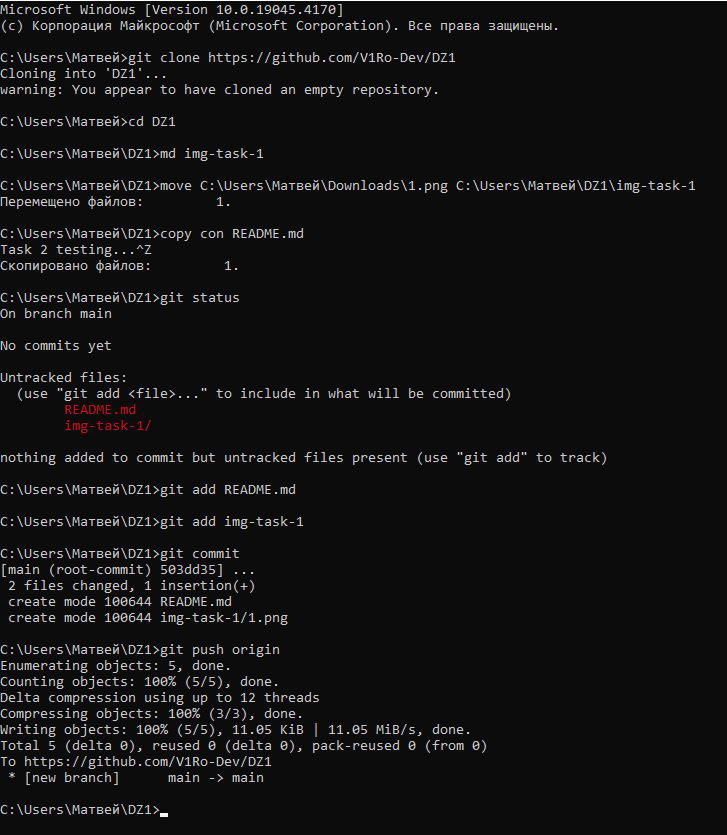 Microsoft Windows [Version 10.0.19045.4170]
(c) Корпорация Майкрософт (Microsoft Corporation). Все права защищены.
C:\Users\Матвей>git clone https://github.com/V1Ro-Dev/DZ1
Cloning into 'DZ1'...
warning: You appear to have cloned an empty repository.
C:\Users\Матвей>cd DZ1
C:\Users\Матвей\DZ1>md img-task-1
C:\Users\Матвей\DZ1>move C:\Users\Матвей\Downloads\1.png C:\Users\Матвей\DZ1\img-task-1
Перемещено файлов:         1.
C:\Users\Матвей\DZ1>copy con README.md
Task 2 testing...^Z
Скопировано файлов:         1.
C:\Users\Матвей\DZ1>git status
On branch main
No commits yet
Untracked files:
  (use "git add <file>..." to include in what will be committed)
        README.md
        img-task-1/
nothing added to commit but untracked files present (use "git add" to track)
C:\Users\Матвей\DZ1>git add README.md
C:\Users\Матвей\DZ1>git add img-task-1
C:\Users\Матвей\DZ1>git commit
[main (root-commit) 503dd35] ...
 2 files changed, 1 insertion(+)
 create mode 100644 README.md
 create mode 100644 img-task-1/1.png
C:\Users\Матвей\DZ1>git push origin
Enumerating objects: 5, done.
Counting objects: 100% (5/5), done.
Delta compression using up to 12 threads
Compressing objects: 100% (3/3), done.
Writing objects: 100% (5/5), 11.05 KiB | 11.05 MiB/s, done.
Total 5 (delta 0), reused 0 (delta 0), pack-reused 0 (from 0)
To https://github.com/V1Ro-Dev/DZ1
 * [new branch]      main -> main
C:\Users\Матвей\DZ1>